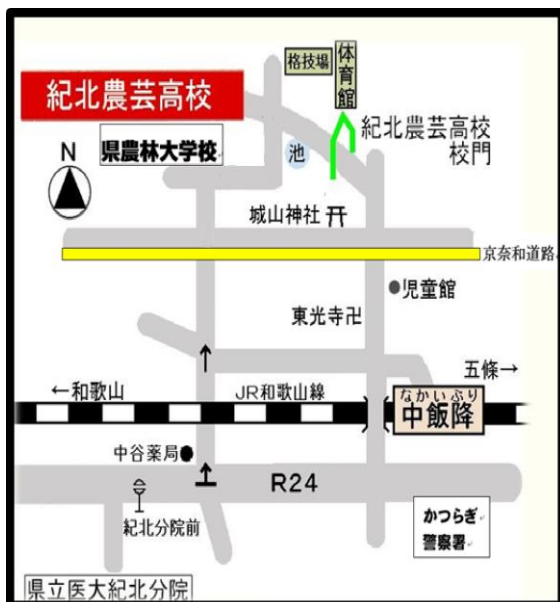 格技場
体育館
紀北農芸高校
紀北農芸高校
校門
N
県農林大学校
池
城山神社
京奈和道路
児童館
東光寺卍
五條→
←和歌山
JR和歌山線
なかいぶり
中飯降
中谷薬局
R24
紀北分院前
かつらぎ
警察署
県立医大紀北分院